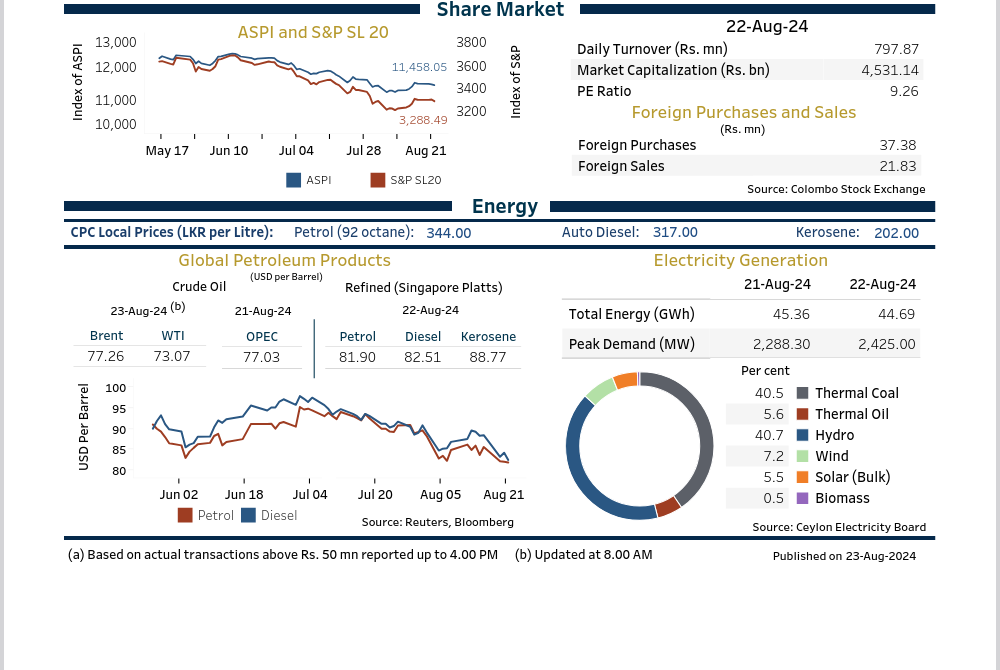 Share Market
ASPI and S&P SL 20
Index of ASPI
13,000
12,000
11,000
10,000
3800
3600
3400
3200
Index of S&P
11,458.05
3,288.49
May 17 Jun 10 Jul 04 Jul 28 Aug 21
ASPI S&P SL20
22-Aug-24
Daily Turnover (Rs. mn) 797.87
Market Capitalization (Rs. bn) 4,531.14
PE Ratio 9.26
Foreign Purchases and Sales
(Rs. mn)
Foreign Purchases 37.38
Foreign Sales 21.83
Source: Colombo Stock Exchange
Energy
CPC Local Prices (LKR per Litre): Petrol (92 octane): 344.00 Auto Diesel: 317.00 Kerosene: 202.00
Global Petroleum Products
(USD per Barrel)
Crude Oil Refined (Singapore Platts)
23-Aug-24 (b) 21-Aug-24 22-Aug-24
Brent WTI OPEC Petrol Diesel Kerosene
77.26 73.07 77.03 81.90 82.51 88.77
USD Per Barrel
100
95
90
85
80
Jun 02 Jun 18 Jul 04 Jul 20 Aug 05 Aug 21
Petrol Diesel
Source: Reuters, Bloomberg
Electricity Generation
21-Aug-24 22-Aug-24
Total Energy (GWh) 45.36 44.69
Peak Demand (MW) 2,288.30 2,425.00
Per cent
40.5 Thermal Coal
5.6 Thermal Oil
40.7 Hydro
7.2 Wind
5.5 Solar (Bulk)
0.5 Biomass
Source: Ceylon Electricity Board
(a) Based on actual transactions above Rs. 50 mn reported up to 4.00 PM (b) Updated at 8.00 AM Published on 23-Aug-2024